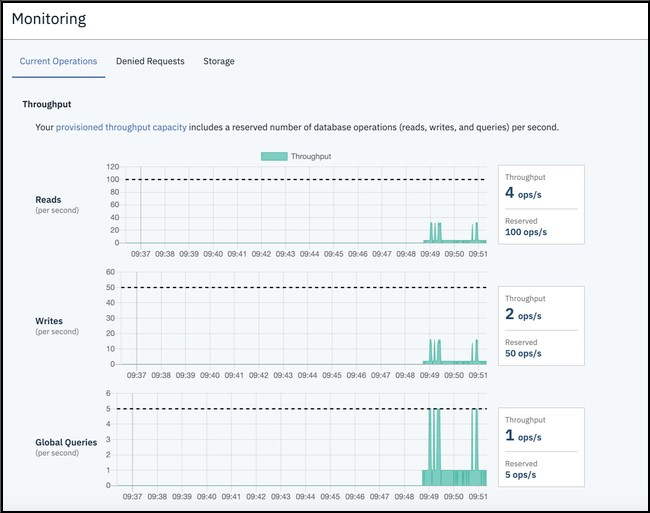 Monitoring
Current Operations Denied Requests Storage
Throughput
Your provisioned throughput capacity includes a reserved number of database operations (reads, writes, and queries) per second.
Throughput
Reads
(per second)
120
100
80
60
40
20
0
09:37 09:38 09:39 09:40 09:41 09:42 09:43 09:44 09:45 09:46 09:47 09:48 09:49 09:50 09:51
Throughput
4 ops/s
Reserved
100 ops/s
Writes
(per second)
60
50
40
30
20
10
0
09:37 09:38 09:39 09:40 09:41 09:42 09:43 09:44 09:45 09:46 09:47 09:48 09:49 09:50 09:51
Throughput
2 ops/s
Reserved
50 ops/s
Global Queries
(per second)
6
5
4
3
2
1
0
09:37 09:38 09:39 09:40 09:41 09:42 09:43 09:44 09:45 09:46 09:47 09:48 09:49 09:50 09:51
Throughput
1 ops/s
Reserved
5 ops/s